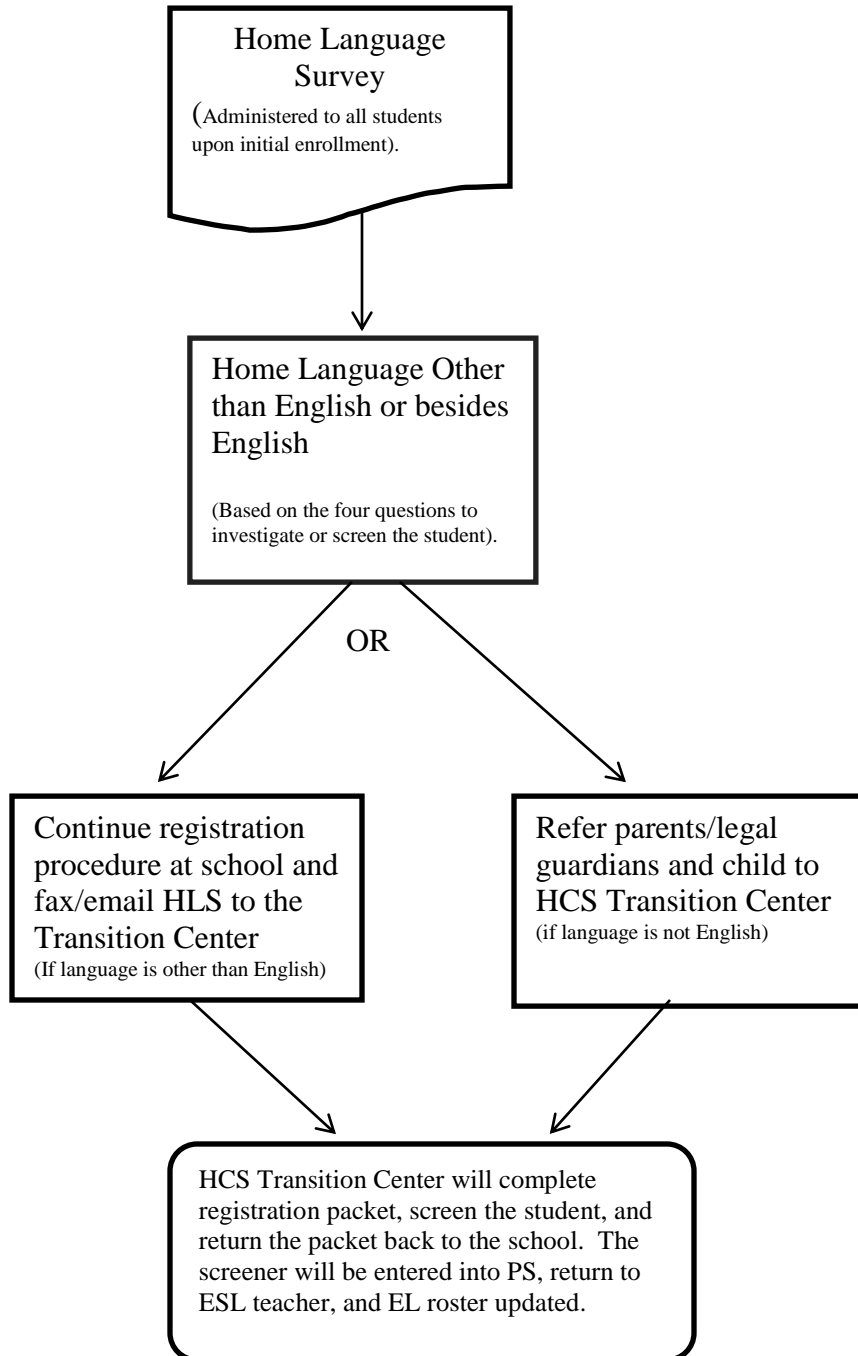 Home Language
Survey
(Administered to all students
upon initial enrollment).
Home Language Other
than English or besides
English
(Based on the four questions to
investigate or screen the student).
OR
Continue registration
procedure at school and
fax/email HLS to the
Transition Center
(If language is other than English)
Refer parents/legal
guardians and child to
HCS Transition Center
(if language is not English)
HCS Transition Center will complete
registration packet, screen the student, and
return the packet back to the school.  The
screener will be entered into PS, return to
ESL teacher, and EL roster updated.